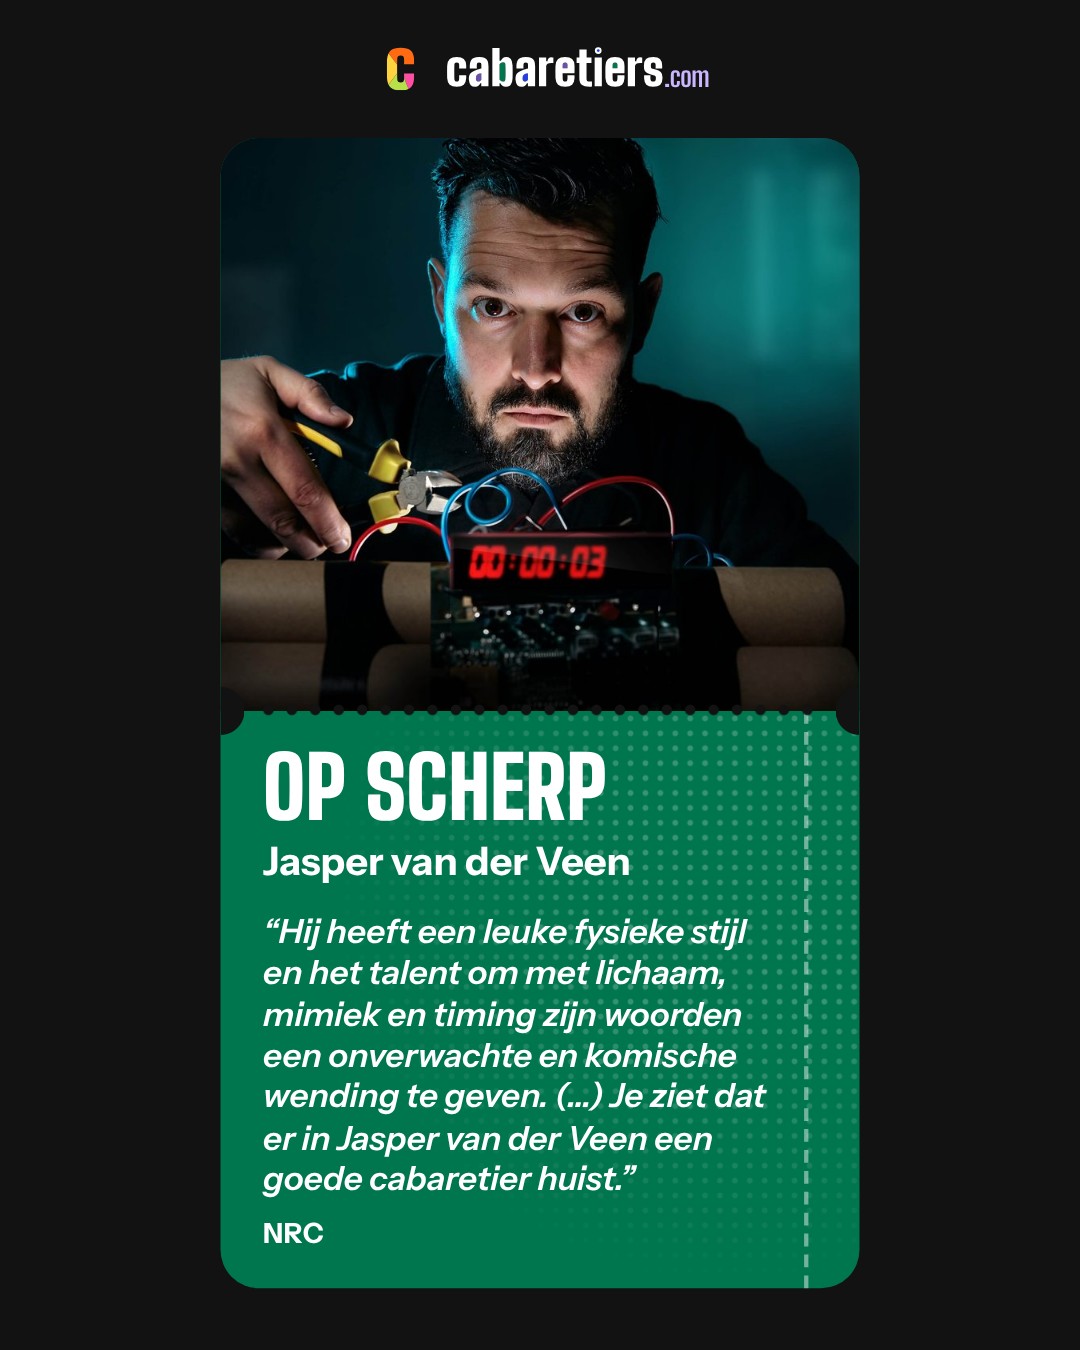 C cabaretiers.com
00:00:03
OP SCHERP
Jasper van der Veen
“Hij heeft een leuke fysieke stijl
en het talent om met lichaam,
mimiek en timing zijn woorden
een onverwachte en komische
wending te geven. (...) Je ziet dat
er in Jasper van der Veen een
goede cabaretier huist.”
NRC